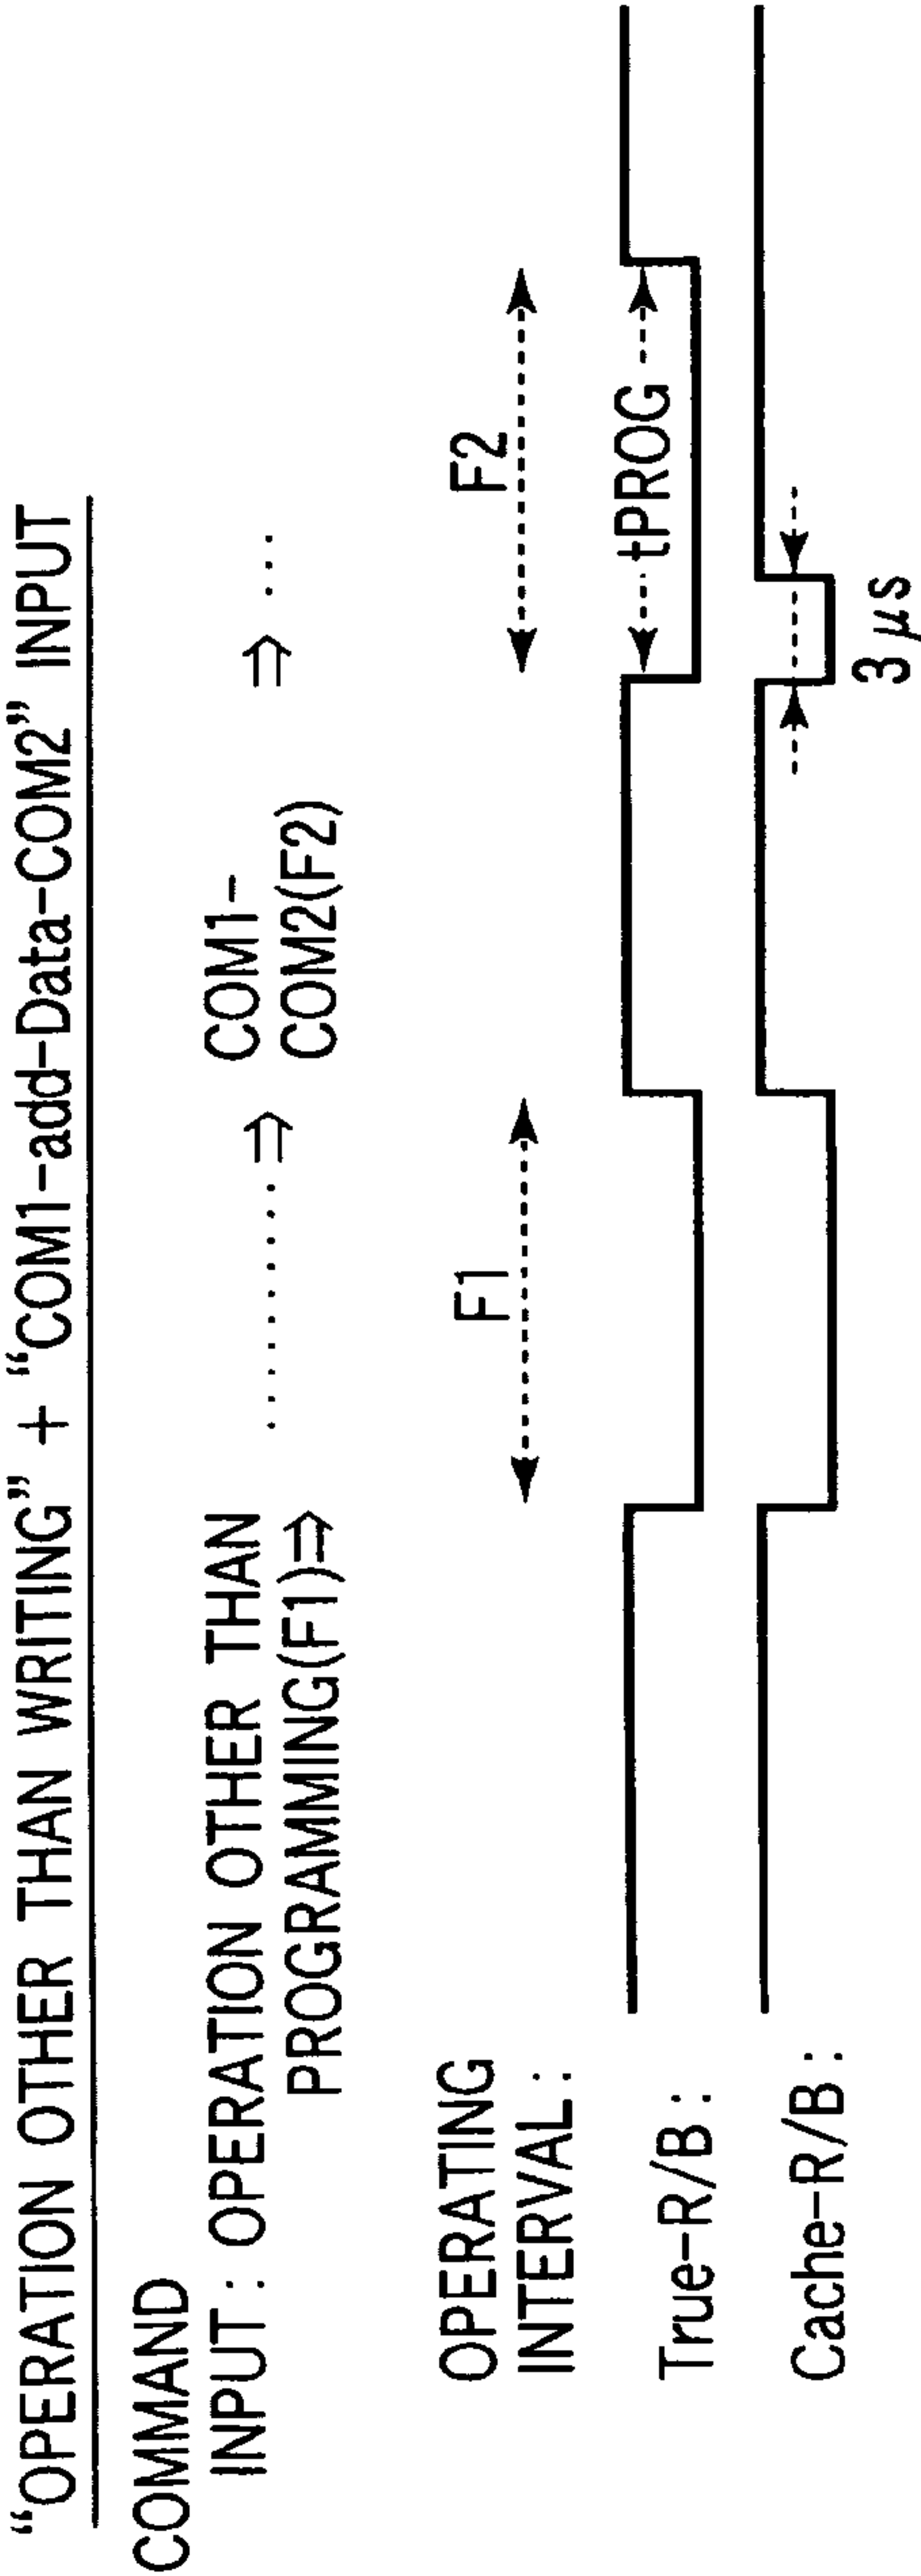 “OPERATION OTHER THAN WRITING” + “COM1-add-Data-COM2” INPUT
COMMAND
INPUT : OPERATION OTHER THAN ········· ⇒ COM1- ⇒ ···
PROGRAMMING(F1)⇒ COM2(F2)
OPERATING
INTERVAL :
F1 F2
True-R/B :
tPROG
Cache-R/B :
3 μs